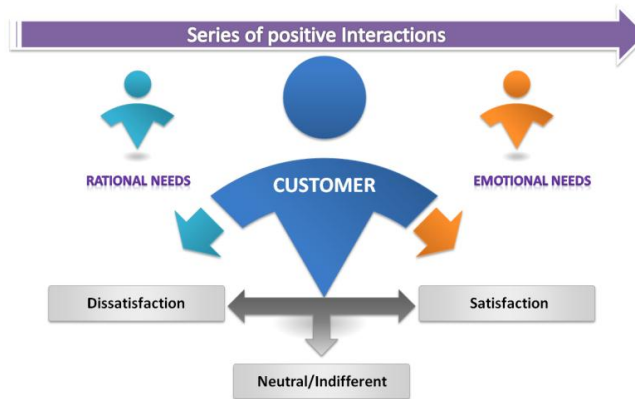 Series of positive Interactions
RATIONAL NEEDS
CUSTOMER
EMOTIONAL NEEDS
Dissatisfaction
Satisfaction
Neutral/Indifferent